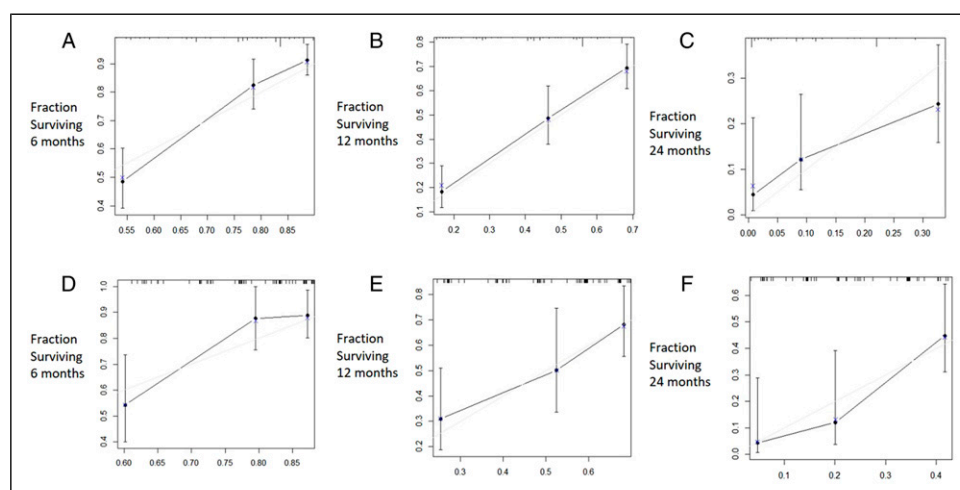 A
B
C
Fraction
Surviving
6 months
0.4 0.5 0.6 0.7 0.8 0.9
0.55 0.60 0.65 0.70 0.75 0.80 0.85
Fraction
Surviving
12 months
0.1 0.2 0.3 0.4 0.5 0.6 0.7 0.8
0.2 0.3 0.4 0.5 0.6 0.7
Fraction
Surviving
24 months
0.0 0.1 0.2 0.3
0.00 0.05 0.10 0.15 0.20 0.25 0.30
D
E
F
Fraction
Surviving
6 months
0.4 0.5 0.6 0.7 0.8 0.9 1.0
0.60 0.65 0.70 0.75 0.80 0.85
Fraction
Surviving
12 months
0.2 0.3 0.4 0.5 0.6 0.7 0.8
0.3 0.4 0.5 0.6
Fraction
Surviving
24 months
0.0 0.1 0.2 0.3 0.4 0.5 0.6
0.1 0.2 0.3 0.4